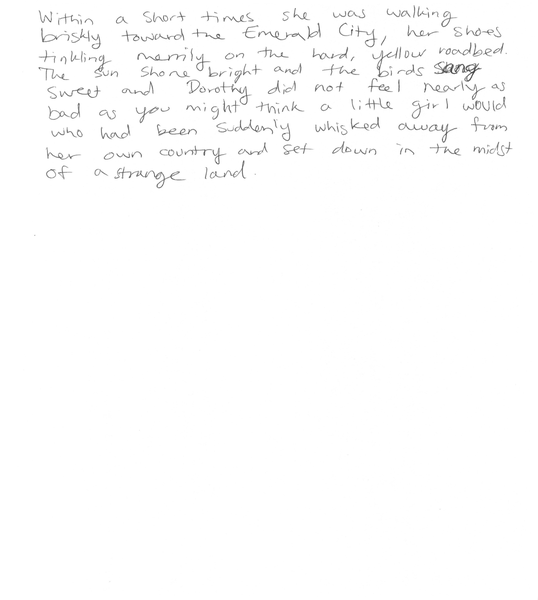 Within a short times she was walking
briskly toward the Emerald City, her shoes
tinkling merrily on the hard, yellow roadbed.
The sun shone bright and the birds sang
sweet and Dorothy did not feel nearly as
bad as you might think a little girl would
who had been suddenly whisked away from
her own country and set down in the midst
of a strange land.